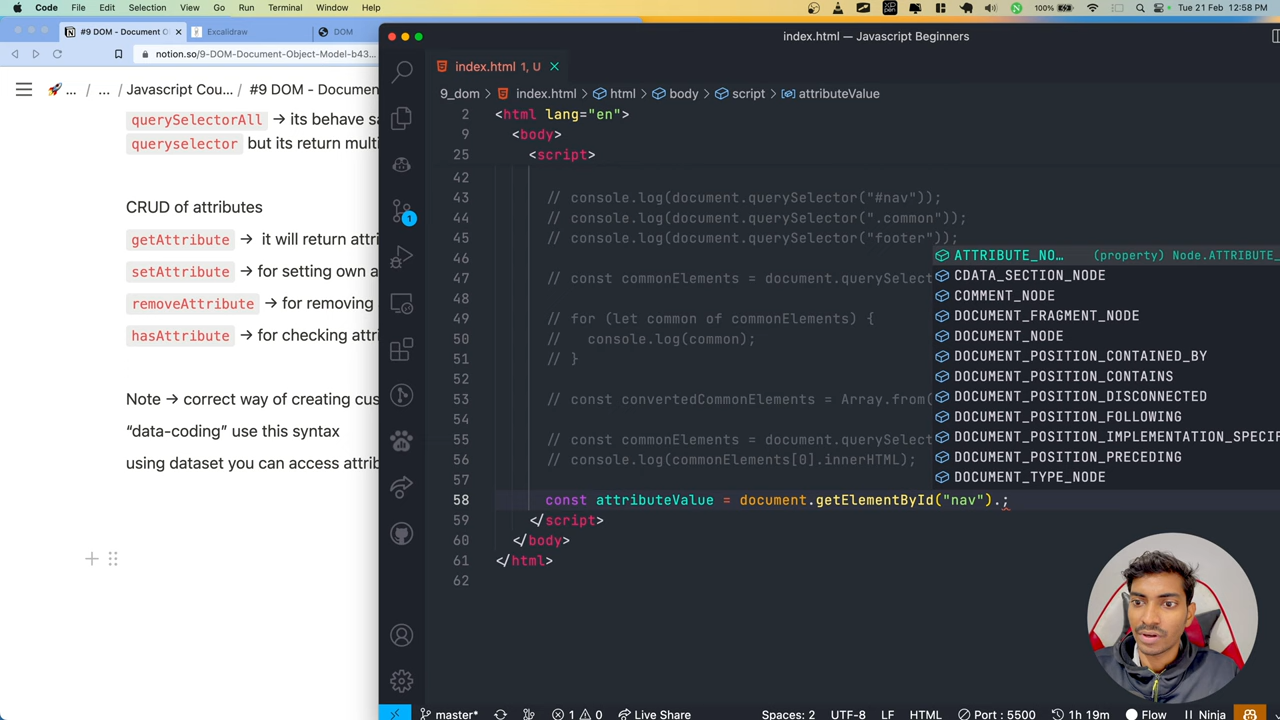 Code File Edit Selection View Go Run Terminal Window Help 100% Tue 21 Feb 12:58 PM
#9 DOM - Document O
Excalidraw
DOM
notion.so/9-DOM-Document-Object-Model-b43...
... / ... / Javascript Cou... / #9 DOM - Documen
querySelectorAll → its behave sa
queryselector but its return multi
CRUD of attributes
getAttribute → it will return attri
setAttribute → for setting own a
removeAttribute → for removing
hasAttribute → for checking attri
Note → correct way of creating cus
“data-coding” use this syntax
using dataset you can access attrib
index.html — Javascript Beginners
index.html 1, U
9_dom > index.html > html > body > script > attributeValue
2 <html lang="en">
9 <body>
25 <script>
42
43 // console.log(document.querySelector("#nav"));
44 // console.log(document.querySelector(".common"));
45 // console.log(document.querySelector("footer"));
46
47 // const commonElements = document.querySelect
48
49 // for (let common of commonElements) {
50 // console.log(common);
51 // }
52
53 // const convertedCommonElements = Array.from(
54
55 // const commonElements = document.querySelect
56 // console.log(commonElements[0].innerHTML);
57
58 const attributeValue = document.getElementById("nav").;
59 </script>
60 </body>
61 </html>
62
ATTRIBUTE_NO… (property) Node.ATTRIBUTE_
CDATA_SECTION_NODE
COMMENT_NODE
DOCUMENT_FRAGMENT_NODE
DOCUMENT_NODE
DOCUMENT_POSITION_CONTAINED_BY
DOCUMENT_POSITION_CONTAINS
DOCUMENT_POSITION_DISCONNECTED
DOCUMENT_POSITION_FOLLOWING
DOCUMENT_POSITION_IMPLEMENTATION_SPECIF
DOCUMENT_POSITION_PRECEDING
DOCUMENT_TYPE_NODE
1
master* 1 0 Live Share Spaces: 2 UTF-8 LF HTML Port : 5500 1h 19m Flow Ninja